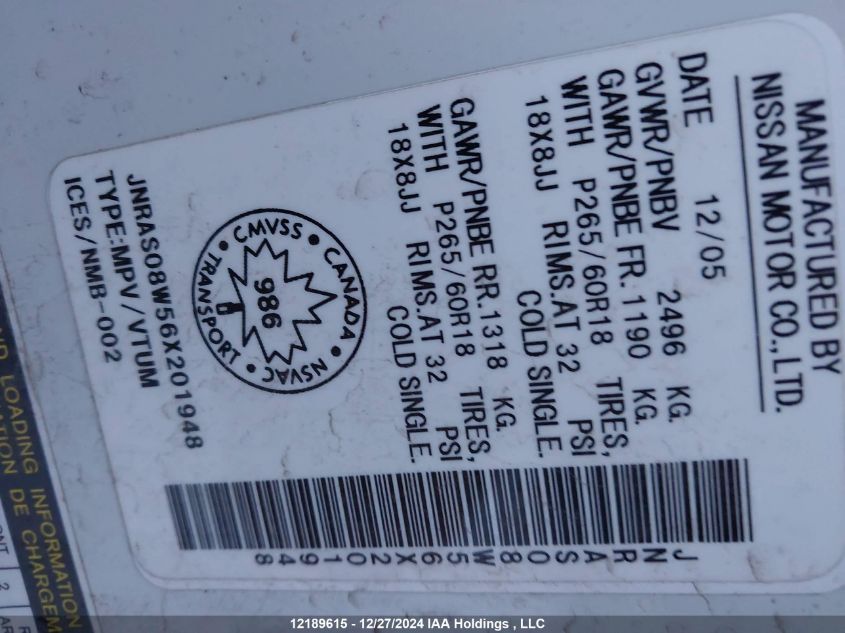 MANUFACTURED BY
NISSAN MOTOR CO., LTD.
DATE 12/05
GVWR/PNBV 2496 KG.
GAWR/PNBE FR. 1190 KG.
WITH P265/60R18 TIRES,
18X8JJ RIMS.AT 32 PSI
COLD SINGLE.
GAWR/PNBE RR. 1318 KG.
WITH P265/60R18 TIRES,
18X8JJ RIMS.AT 32 PSI
COLD SINGLE.
CMVSS • CANADA • NSVAC • TRANSPORT •
986
JNRAS08W56X201948
TYPE:MPV/VTUM
ICES/NMB-002
JNRAS08W56X201948
LOADING INFORMATION
DE CHARGEM
2
12189615 - 12/27/2024 IAA Holdings , LLC